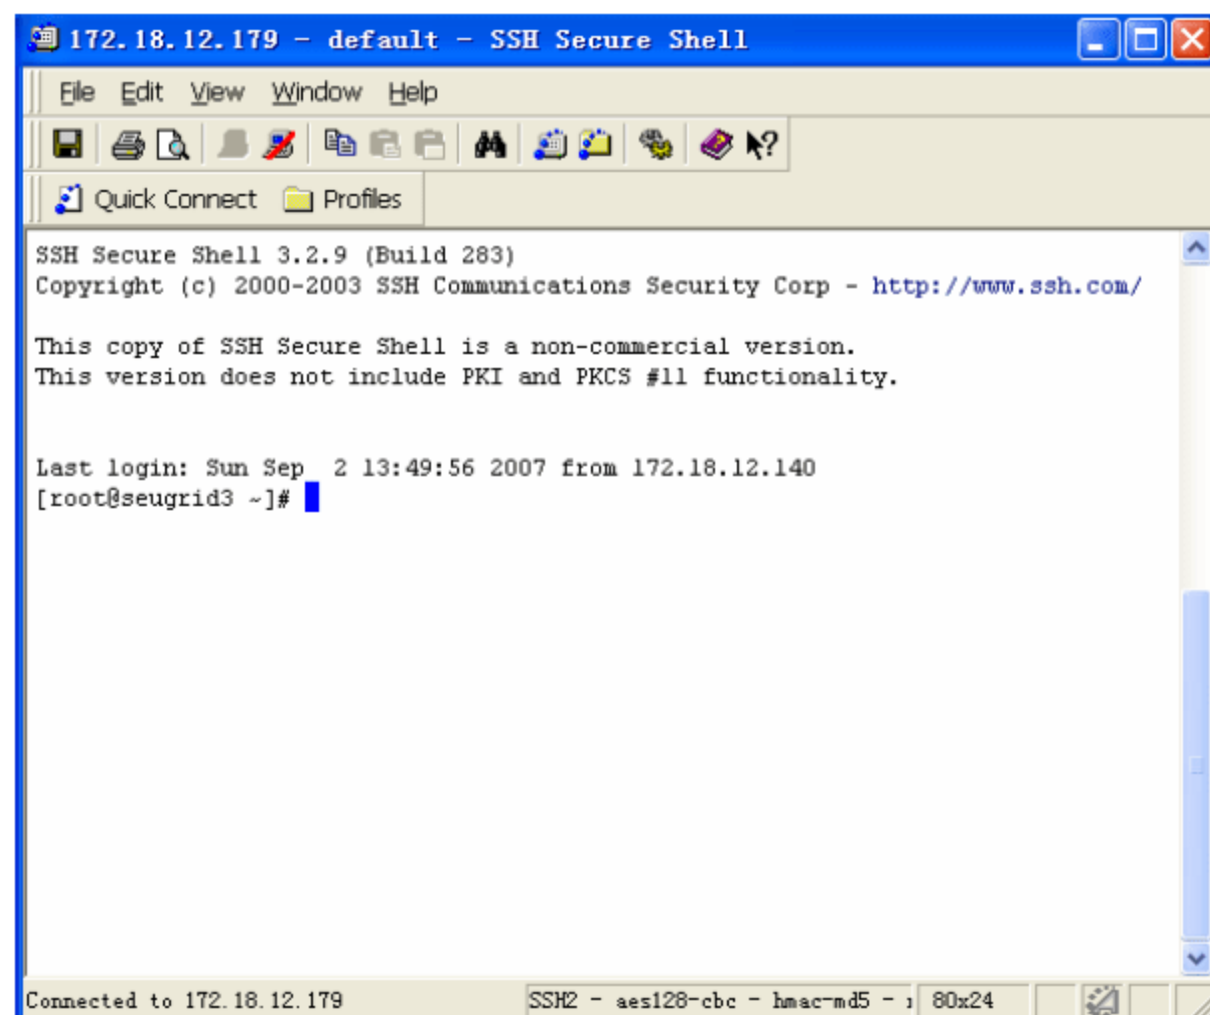 172.18.12.179 - default - SSH Secure Shell
File Edit View Window Help
Quick Connect Profiles
SSH Secure Shell 3.2.9 (Build 283)
Copyright (c) 2000-2003 SSH Communications Security Corp - http://www.ssh.com/
This copy of SSH Secure Shell is a non-commercial version.
This version does not include PKI and PKCS #11 functionality.
Last login: Sun Sep  2 13:49:56 2007 from 172.18.12.140
[root@seugrid3 ~]#
Connected to 172.18.12.179 SSH2 - aes128-cbc - hmac-md5 - 80x24